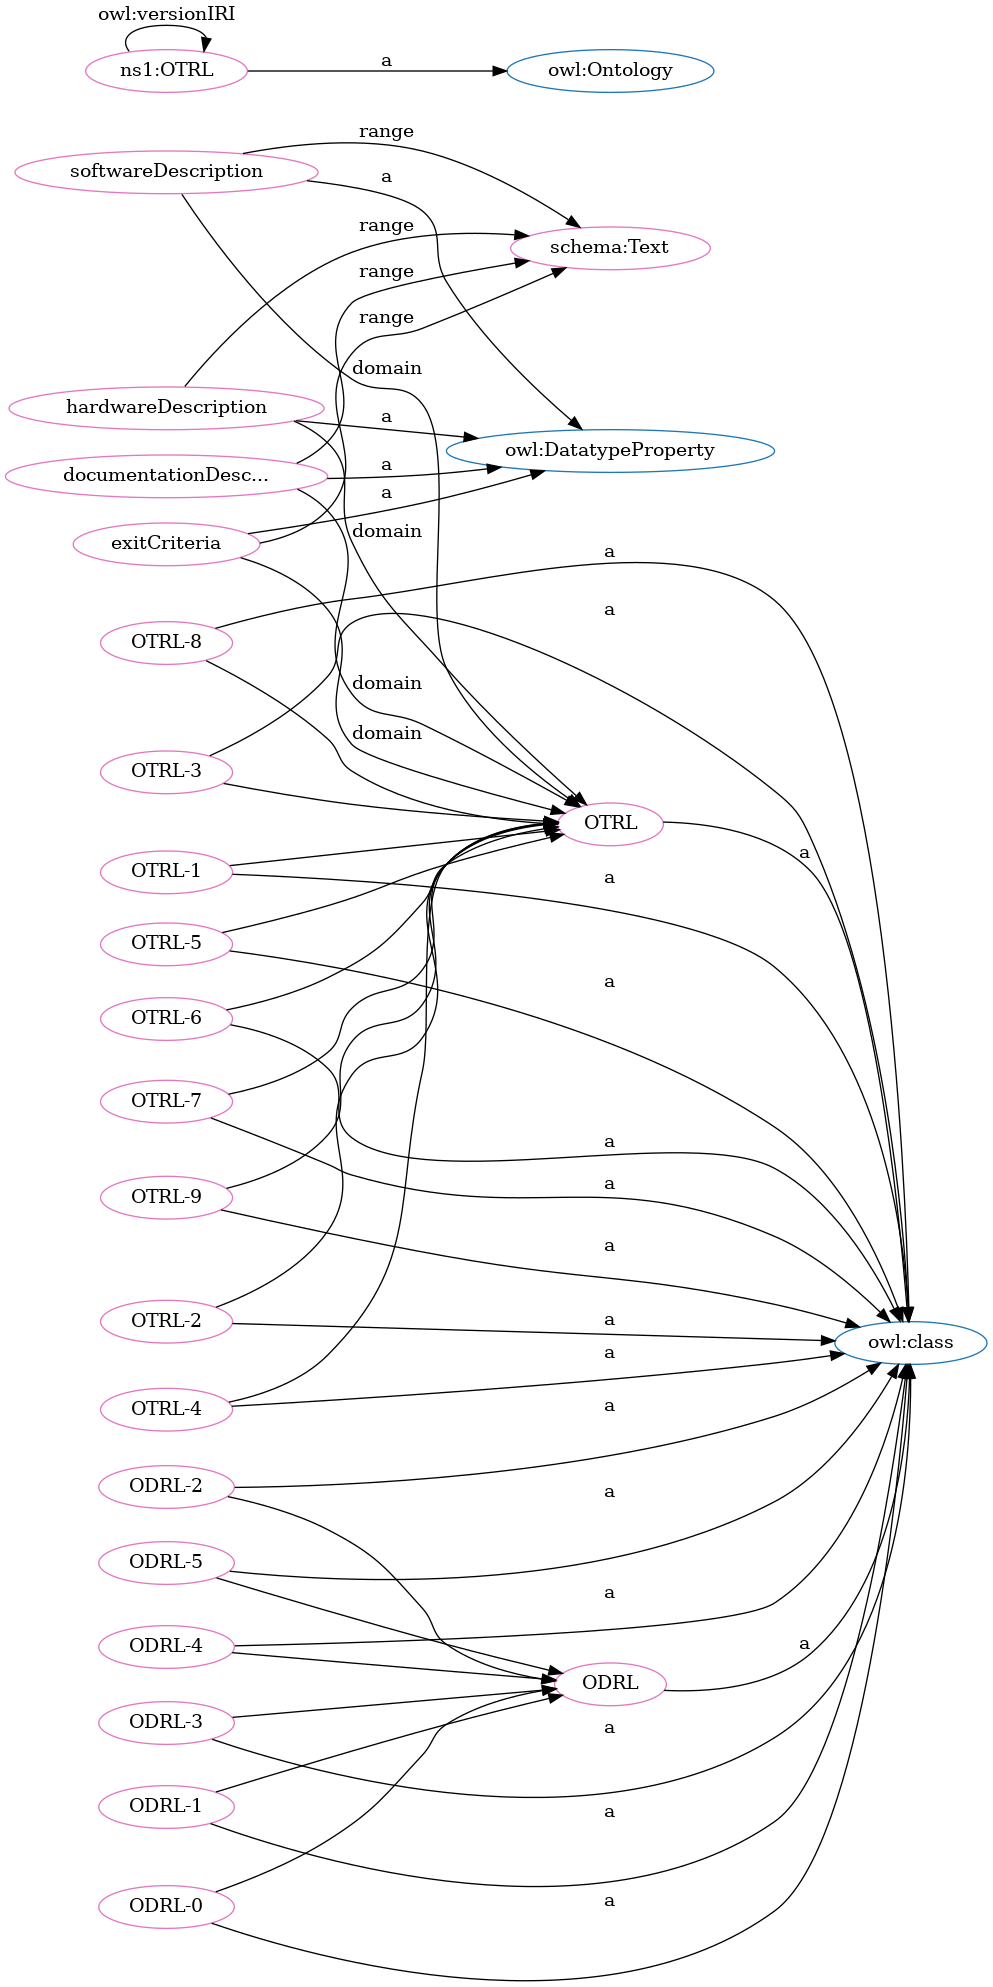 owl:versionIRI
ns1:OTRL
a
owl:Ontology
range
softwareDescription
a
range
schema:Text
range
range
domain
hardwareDescription
a
owl:DatatypeProperty
a
documentationDesc...
a
domain
exitCriteria
a
a
OTRL-8
domain
domain
OTRL-3
OTRL
a
OTRL-1
a
OTRL-5
a
OTRL-6
OTRL-7
a
a
OTRL-9
a
OTRL-2
a
owl:class
a
OTRL-4
a
ODRL-2
a
ODRL-5
a
ODRL-4
a
ODRL
ODRL-3
a
ODRL-1
a
ODRL-0
a